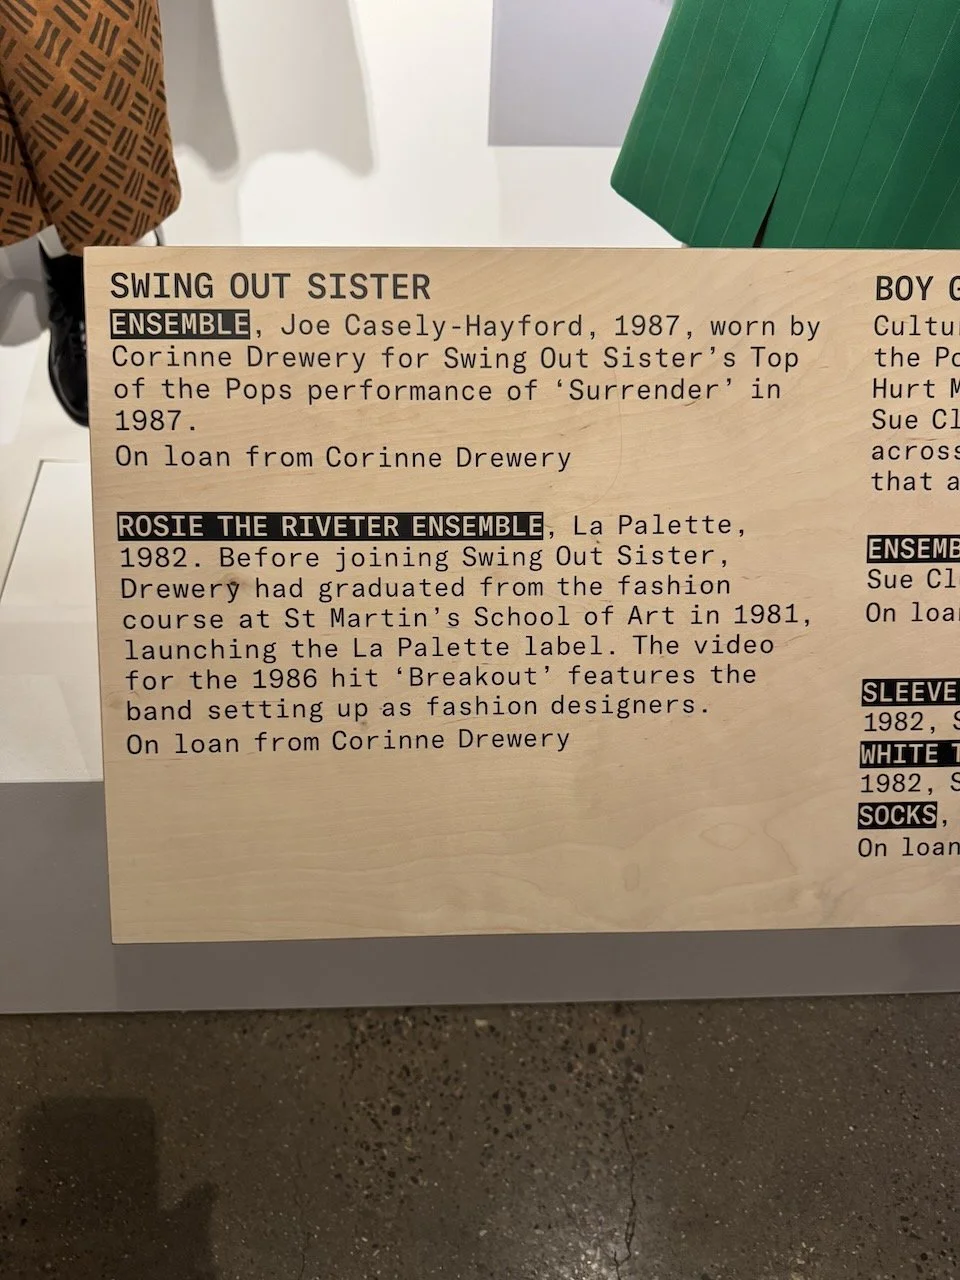 SWING OUT SISTER
ENSEMBLE, Joe Casely-Hayford, 1987, worn by
Corinne Drewery for Swing Out Sister’s Top
of the Pops performance of ‘Surrender’ in
1987.
On loan from Corinne Drewery
ROSIE THE RIVETER ENSEMBLE, La Palette,
1982. Before joining Swing Out Sister,
Drewery had graduated from the fashion
course at St Martin’s School of Art in 1981,
launching the La Palette label. The video
for the 1986 hit ‘Breakout’ features the
band setting up as fashion designers.
On loan from Corinne Drewery
BOY
the
Hurt
Sue
across
that
Sue
On
1982,
WHITE
1982,
SOCKS,
On loan